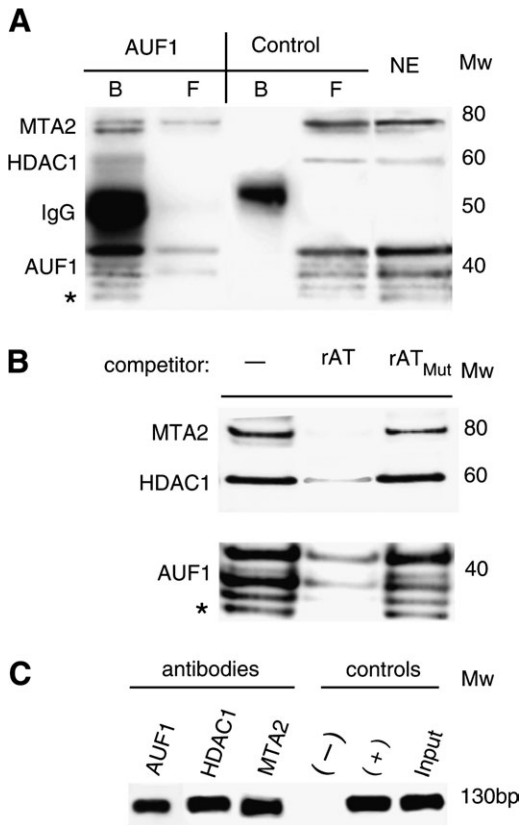 A
AUF1 Control NE Mw
B F B F
MTA2 80
HDAC1 60
IgG 50
AUF1 40
*
B
competitor: — rAT rATMut Mw
MTA2 80
HDAC1 60
AUF1 40
*
C
antibodies controls Mw
AUF1 HDAC1 MTA2 (—) (+) Input
130bp